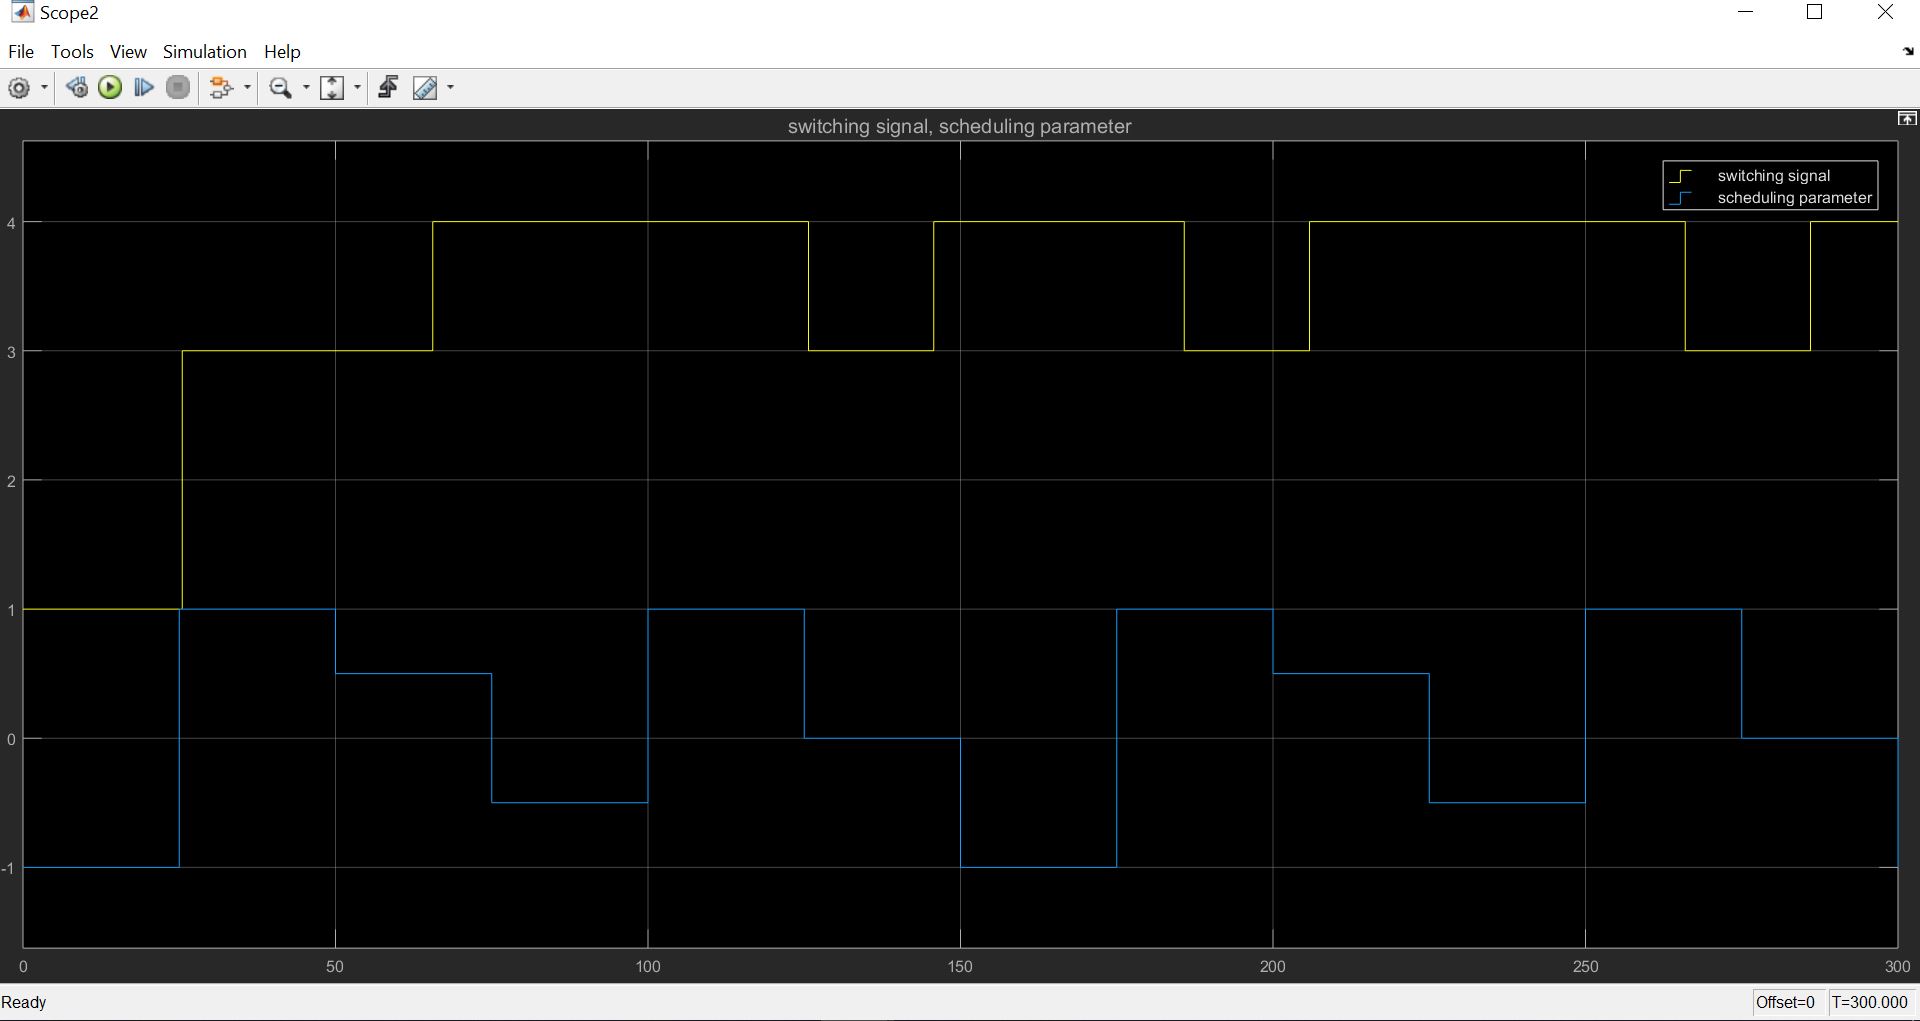 Scope2
File Tools View Simulation Help
switching signal, scheduling parameter
switching signal
scheduling parameter
4
3
2
1
0
-1
0 50 100 150 200 250 300
Ready Offset=0 T=300.000